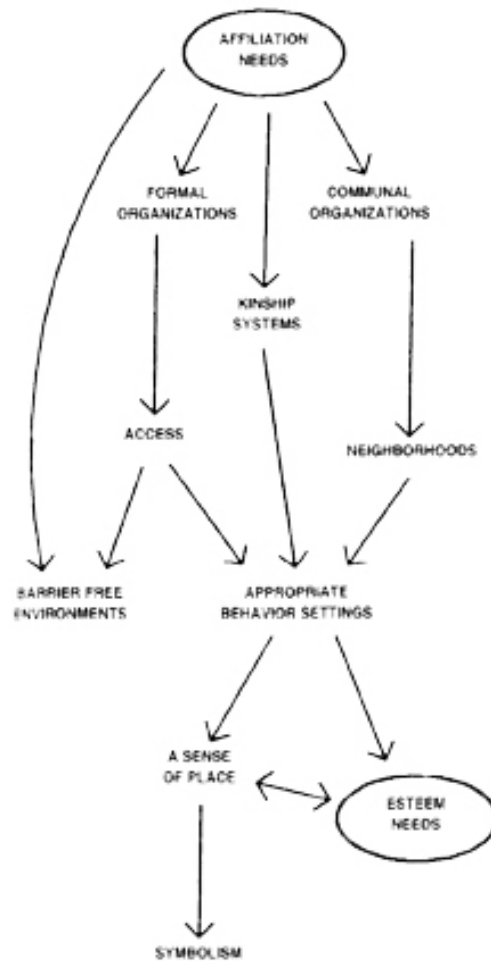 AFFILIATION
NEEDS
FORMAL
ORGANIZATIONS
COMMUNAL
ORGANIZATIONS
KINSHIP
SYSTEMS
ACCESS
NEIGHBORHOODS
BARRIER FREE
ENVIRONMENTS
APPROPRIATE
BEHAVIOR SETTINGS
A SENSE
OF PLACE
ESTEEM
NEEDS
SYMBOLISM